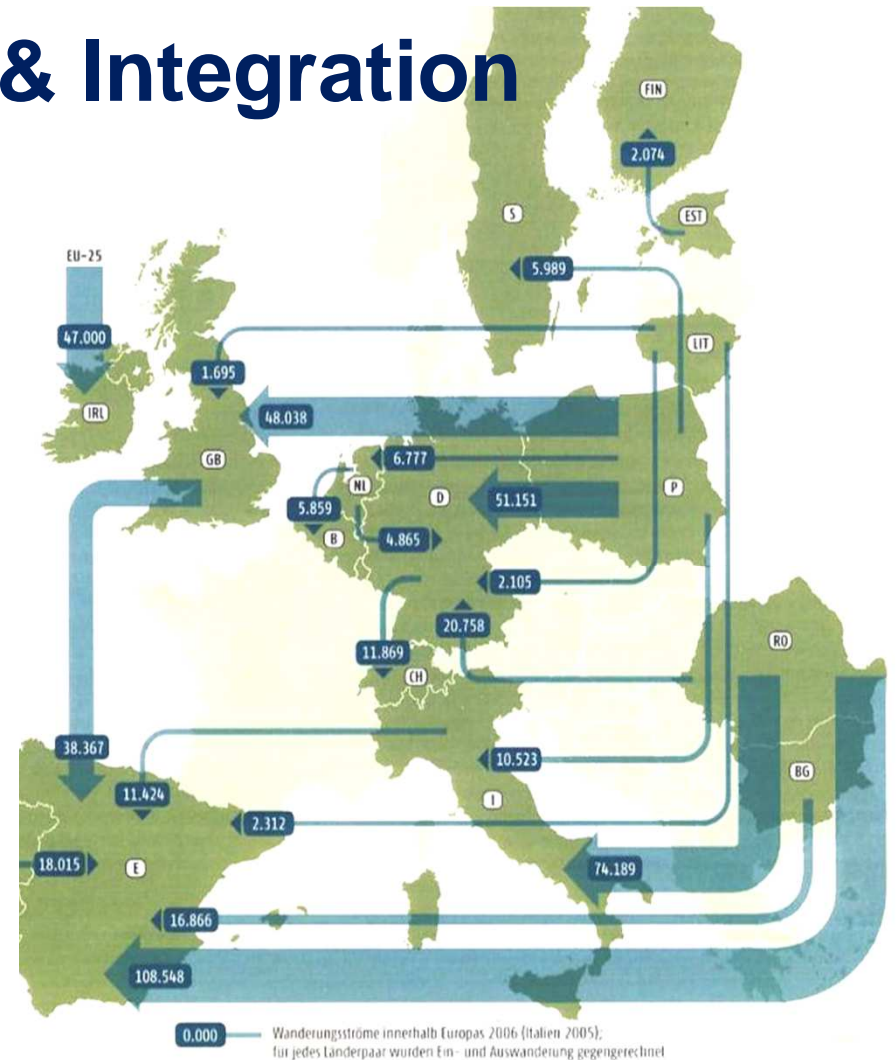 & Integration
FIN
2.074
S
EST
EU-25
5.989
47.000
LIT
1.695
IRL
48.038
GB
6.777
NL
D
51.151
P
5.859
B
4.865
2.105
20.758
RO
11.869
CH
38.367
10.523
BG
11.424
I
2.312
18.015
E
74.189
16.866
108.548
0.000
Wanderungsströme innerhalb Europas 2006 (Italien 2005);
für jedes Länderpaar wurden Ein- und Auswanderung gegengerechnet